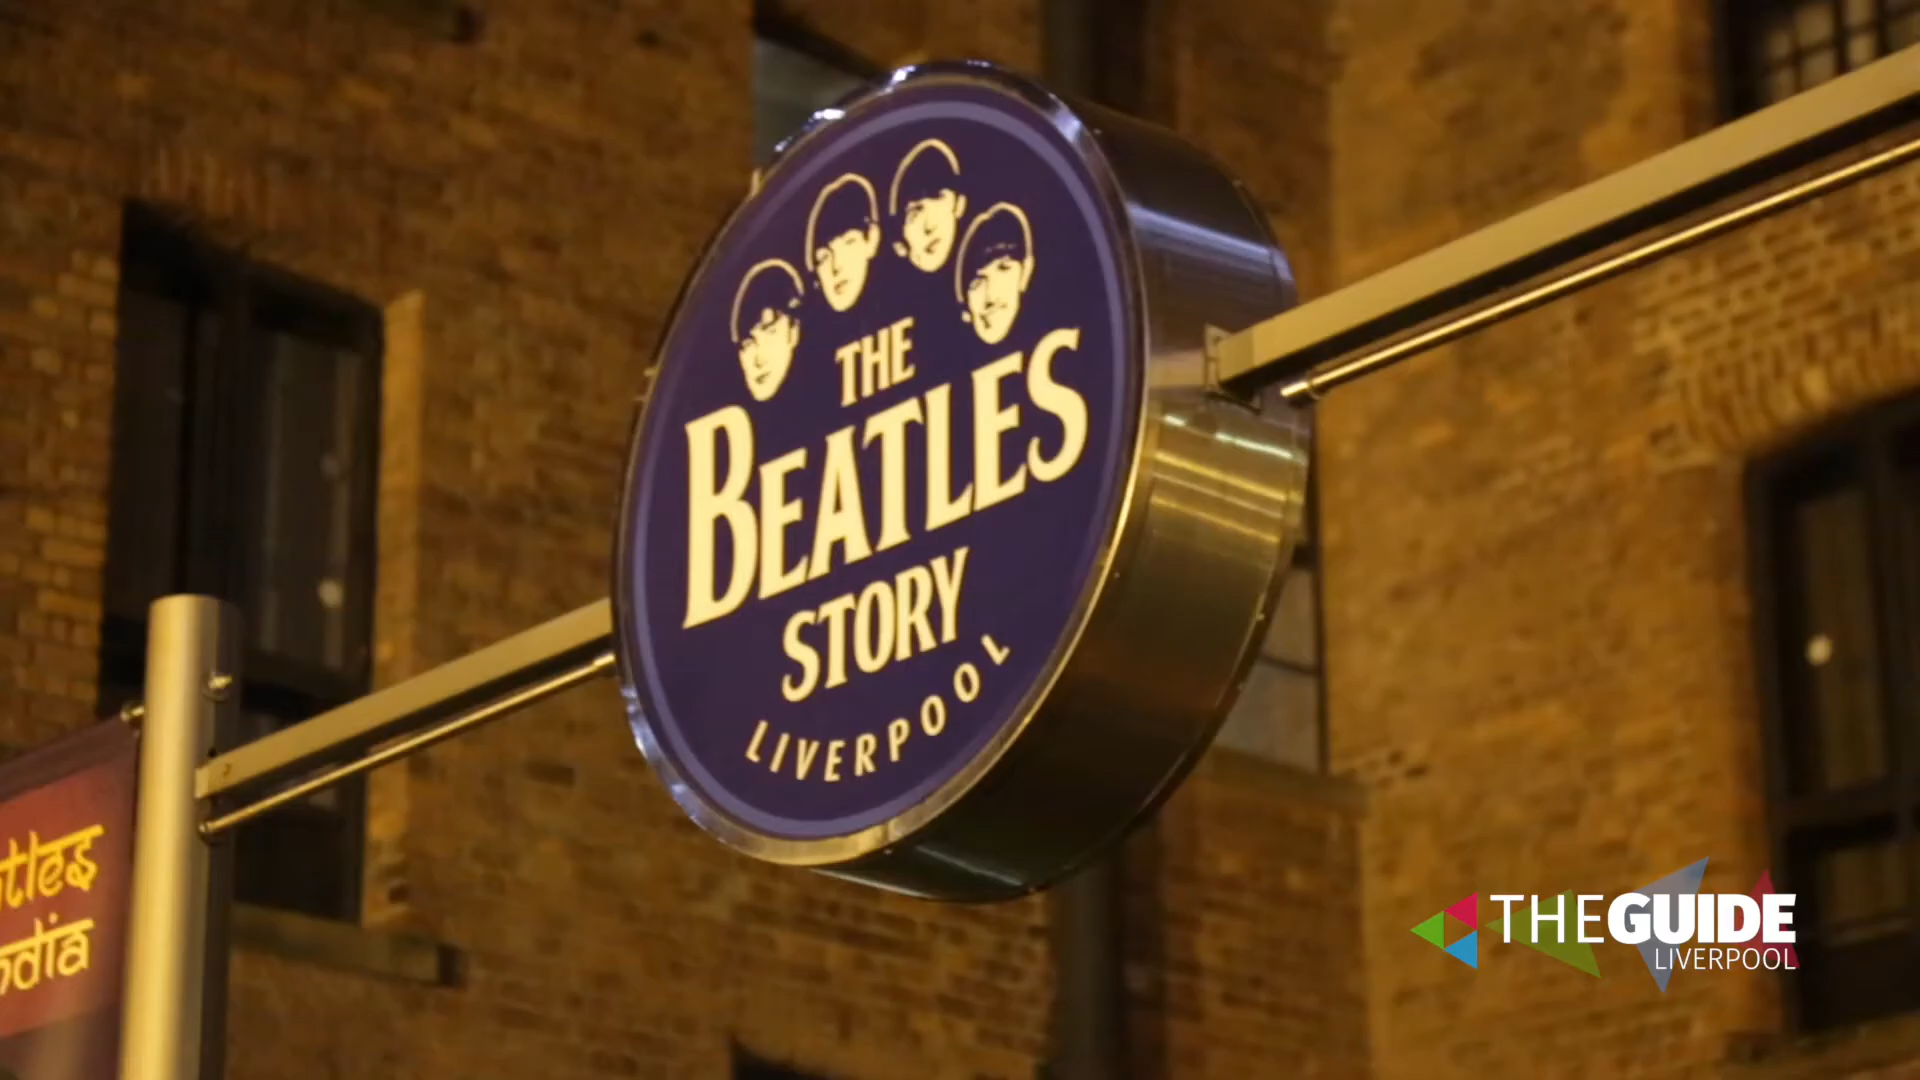 THE
BEATLES
STORY
LIVERPOOL
THEGUIDE
LIVERPOOL